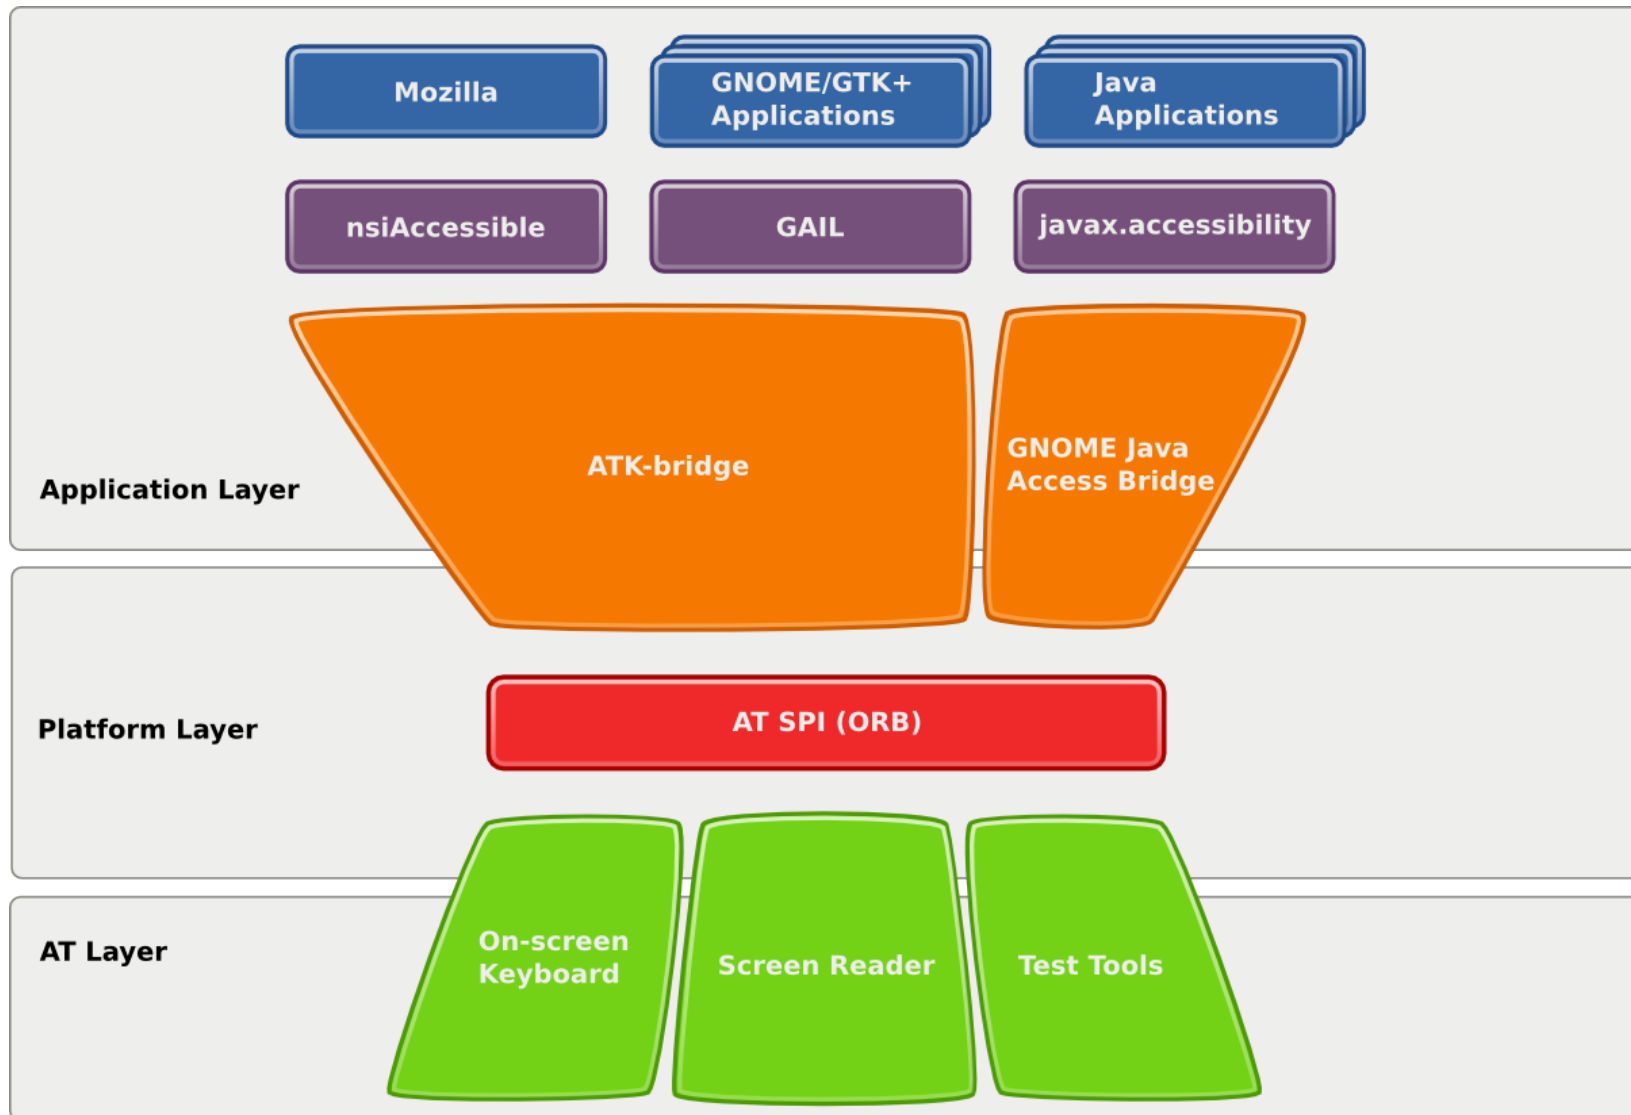 Mozilla
GNOME/GTK+
Applications
Java
Applications
nsiAccessible
GAIL
javax.accessibility
ATK-bridge
GNOME Java
Access Bridge
Application Layer
Platform Layer
AT SPI (ORB)
AT Layer
On-screen
Keyboard
Screen Reader
Test Tools